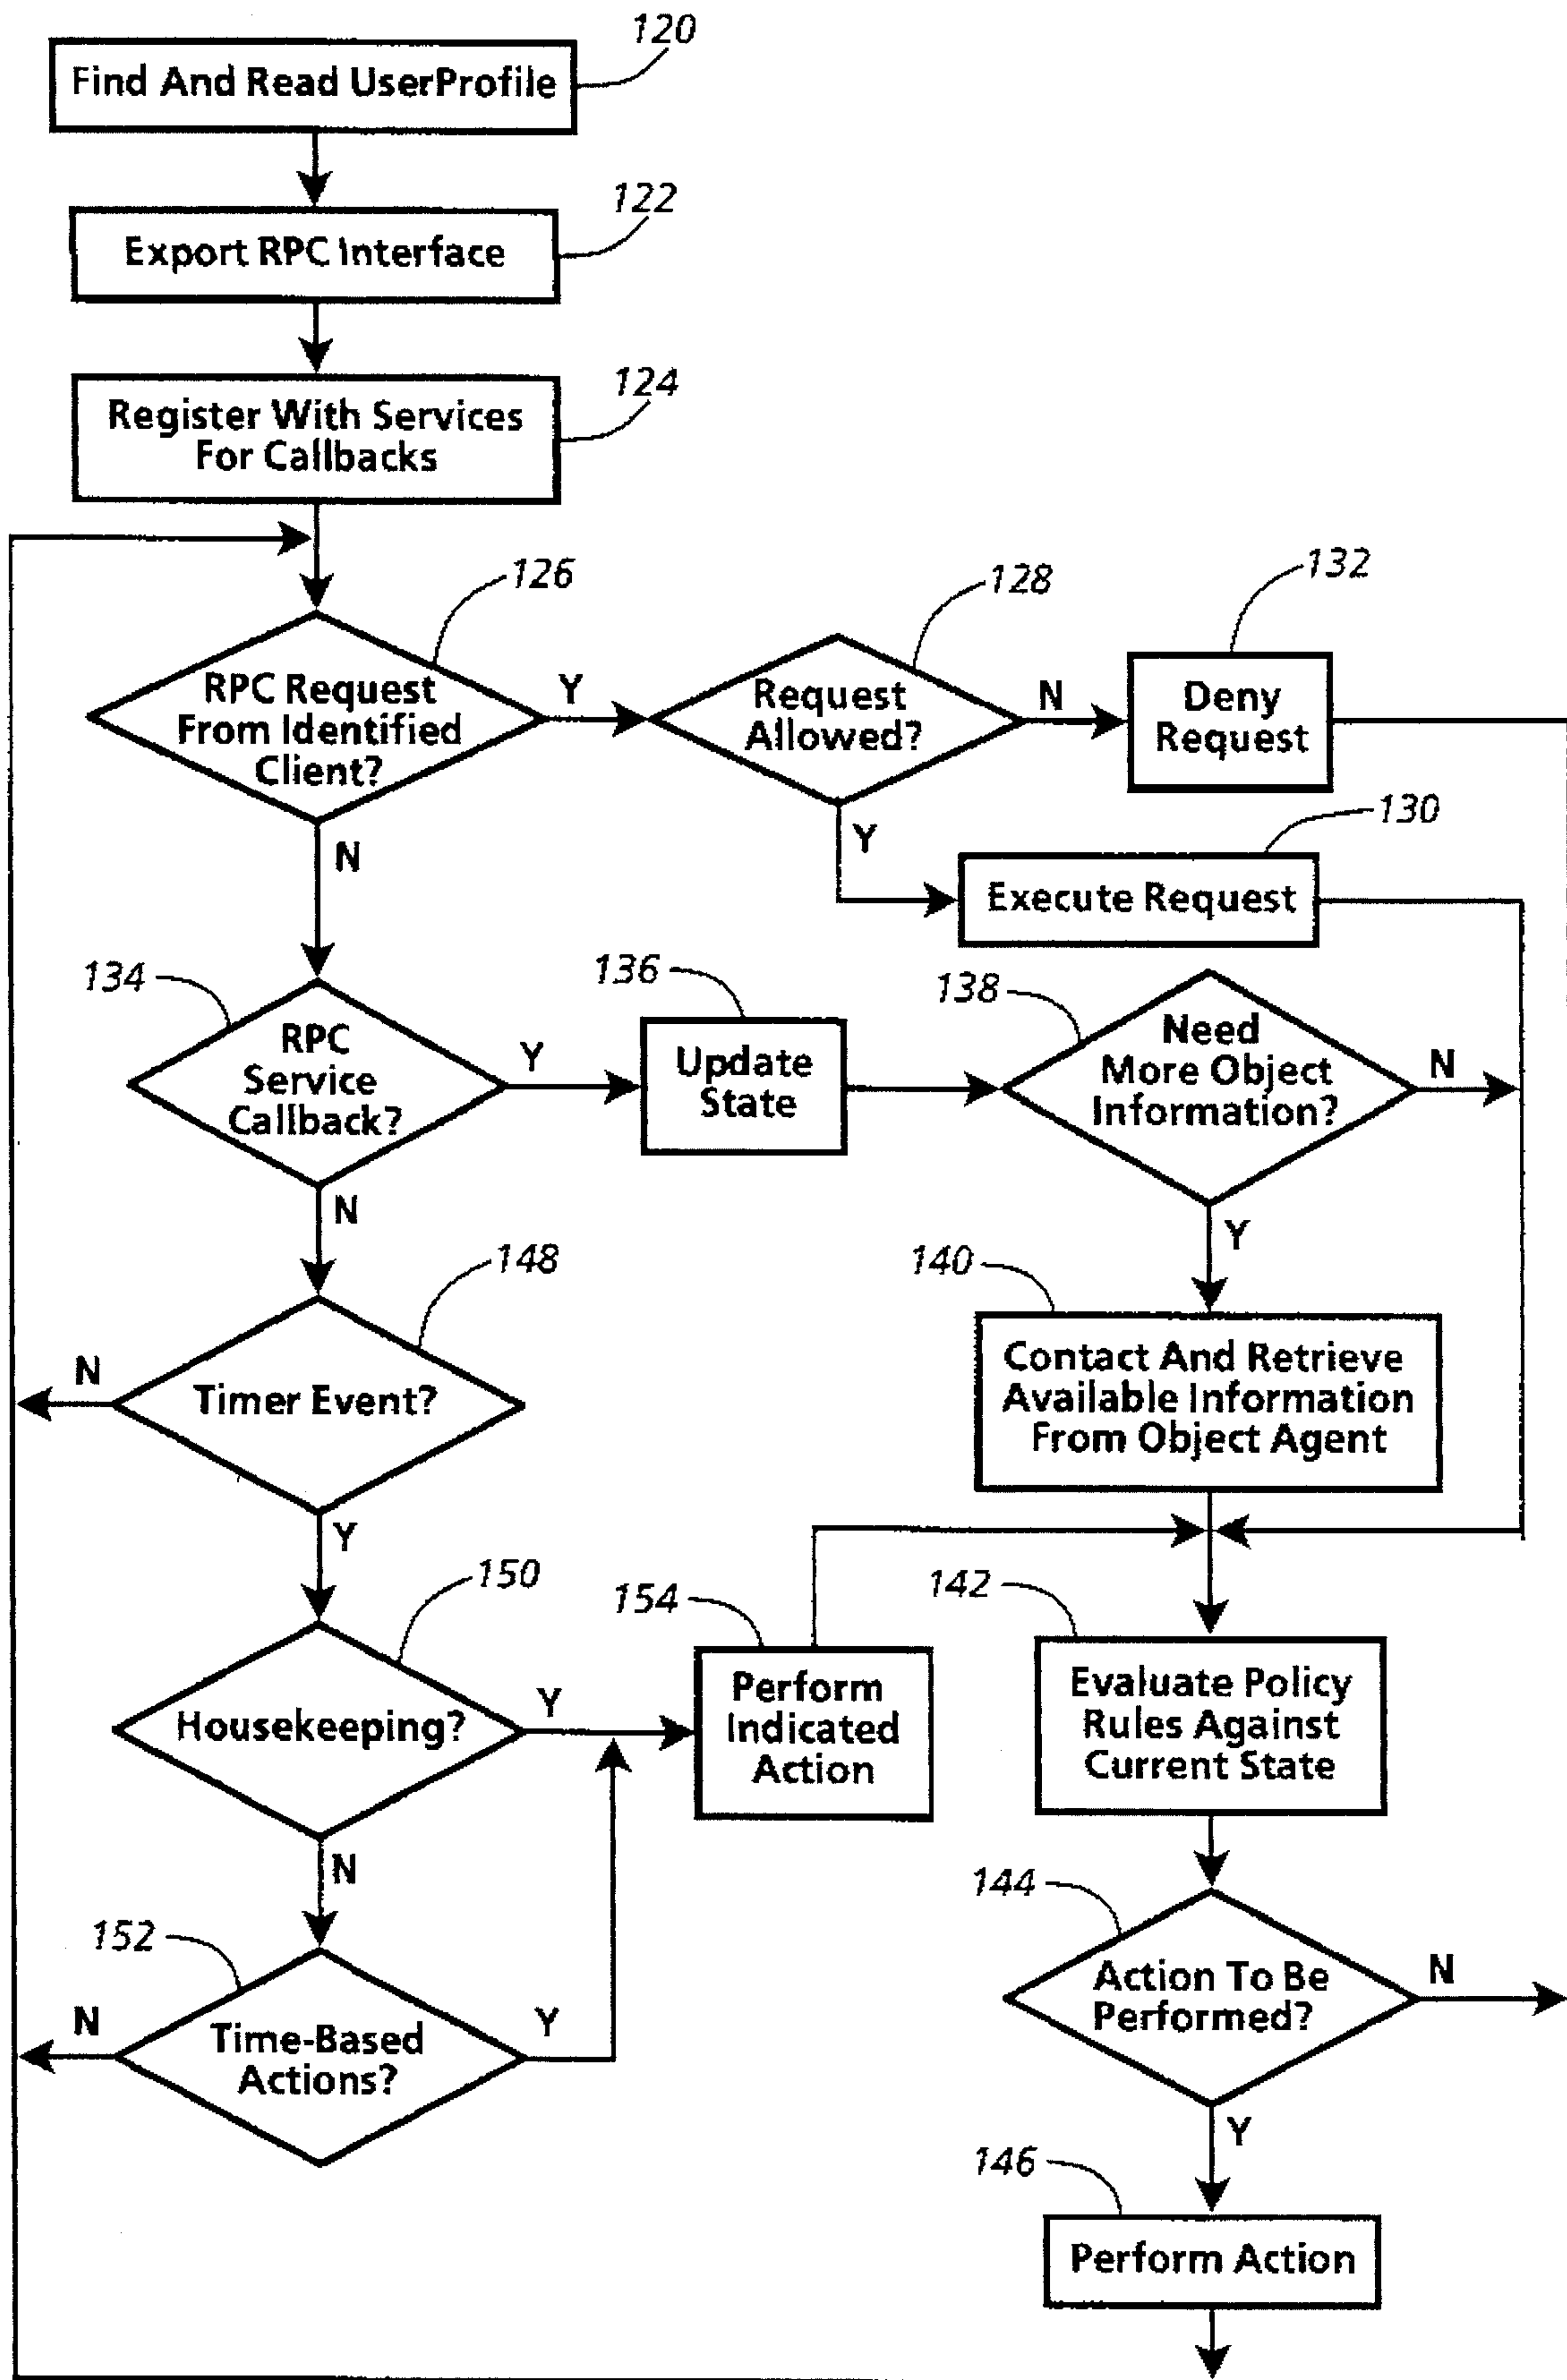 120
Find And Read UserProfile
122
Export RPC Interface
124
Register With Services
For Callbacks
126
RPC Request
From Identified
Client?
Y
N
128
Request
Allowed?
N
Y
132
Deny
Request
130
Execute Request
134
RPC
Service
Callback?
Y
N
136
Update
State
138
Need
More Object
Information?
N
Y
140
Contact And Retrieve
Available Information
From Object Agent
148
Timer Event?
N
Y
150
Housekeeping?
Y
N
154
Perform
Indicated
Action
142
Evaluate Policy
Rules Against
Current State
152
Time-Based
Actions?
N
Y
144
Action To Be
Performed?
N
Y
146
Perform Action